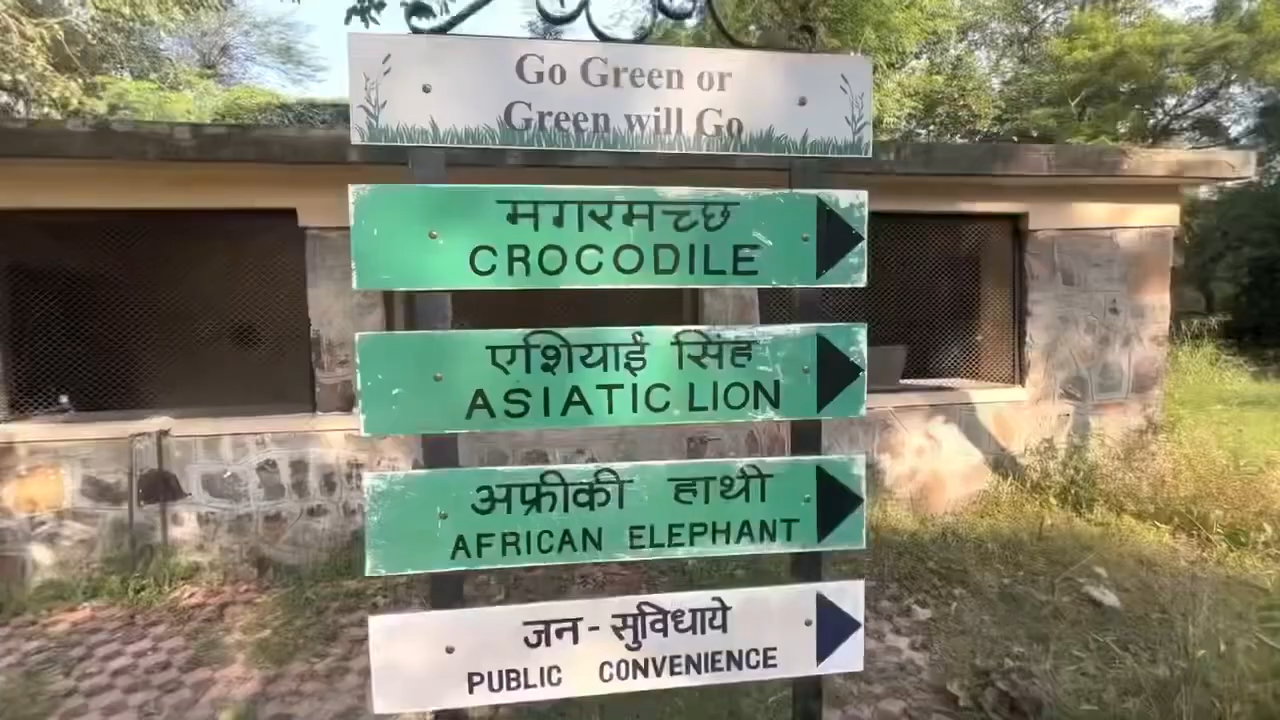 Go Green or
Green will Go
मगरमच्छ
CROCODILE
एशियाई सिंह
ASIATIC LION
अफ्रीकी हाथी
AFRICAN ELEPHANT
जन - सुविधाये
PUBLIC CONVENIENCE